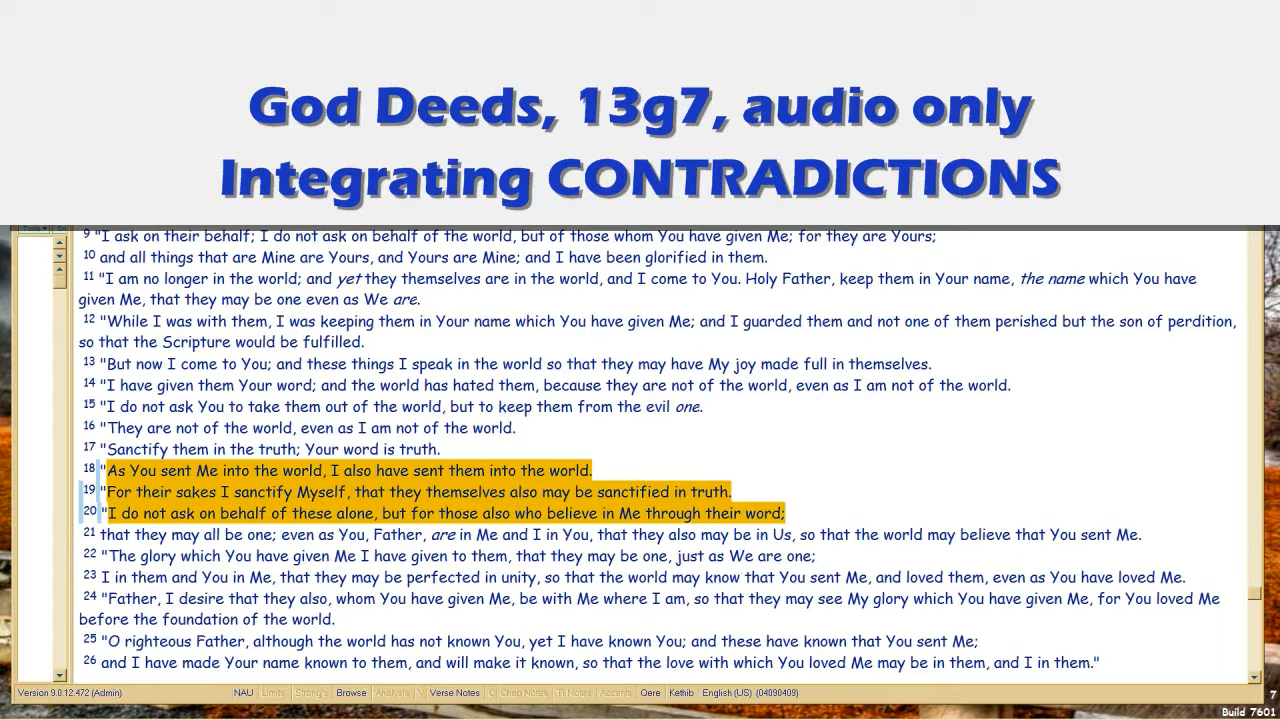 God Deeds, 13g7, audio only
Integrating CONTRADICTIONS
Tools
9 "I ask on their behalf; I do not ask on behalf of the world, but of those whom You have given Me; for they are Yours;
10 and all things that are Mine are Yours, and Yours are Mine; and I have been glorified in them.
11 "I am no longer in the world; and yet they themselves are in the world, and I come to You. Holy Father, keep them in Your name, the name which You have
given Me, that they may be one even as We are.
12 "While I was with them, I was keeping them in Your name which You have given Me; and I guarded them and not one of them perished but the son of perdition,
so that the Scripture would be fulfilled.
13 "But now I come to You; and these things I speak in the world so that they may have My joy made full in themselves.
14 "I have given them Your word; and the world has hated them, because they are not of the world, even as I am not of the world.
15 "I do not ask You to take them out of the world, but to keep them from the evil one.
16 "They are not of the world, even as I am not of the world.
17 "Sanctify them in the truth; Your word is truth.
18 "As You sent Me into the world, I also have sent them into the world.
19 "For their sakes I sanctify Myself, that they themselves also may be sanctified in truth.
20 "I do not ask on behalf of these alone, but for those also who believe in Me through their word;
21 that they may all be one; even as You, Father, are in Me and I in You, that they also may be in Us, so that the world may believe that You sent Me.
22 "The glory which You have given Me I have given to them, that they may be one, just as We are one;
23 I in them and You in Me, that they may be perfected in unity, so that the world may know that You sent Me, and loved them, even as You have loved Me.
24 "Father, I desire that they also, whom You have given Me, be with Me where I am, so that they may see My glory which You have given Me, for You loved Me
before the foundation of the world.
25 "O righteous Father, although the world has not known You, yet I have known You; and these have known that You sent Me;
26 and I have made Your name known to them, and will make it known, so that the love with which You loved Me may be in them, and I in them."
Version 9.0.12.472 (Admin) NAU Limits Strong's Browse Analysis V Verse Notes C Chap Notes T: Notes Accents Qere Kethib English (US) (04090409)
7
Build 7601